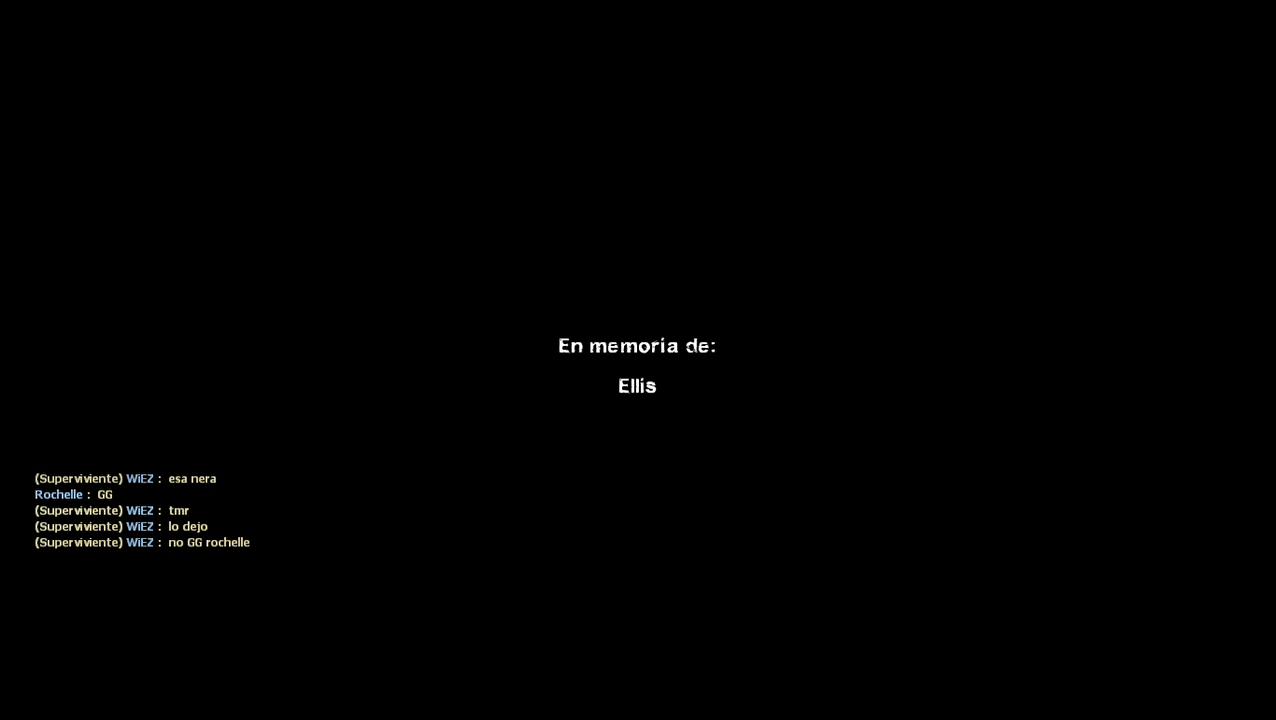 En memoria de:
Ellis
(Superviviente) WiEZ : esa nera
Rochelle : GG
(Superviviente) WiEZ : tmr
(Superviviente) WiEZ : lo dejo
(Superviviente) WiEZ : no GG rochelle